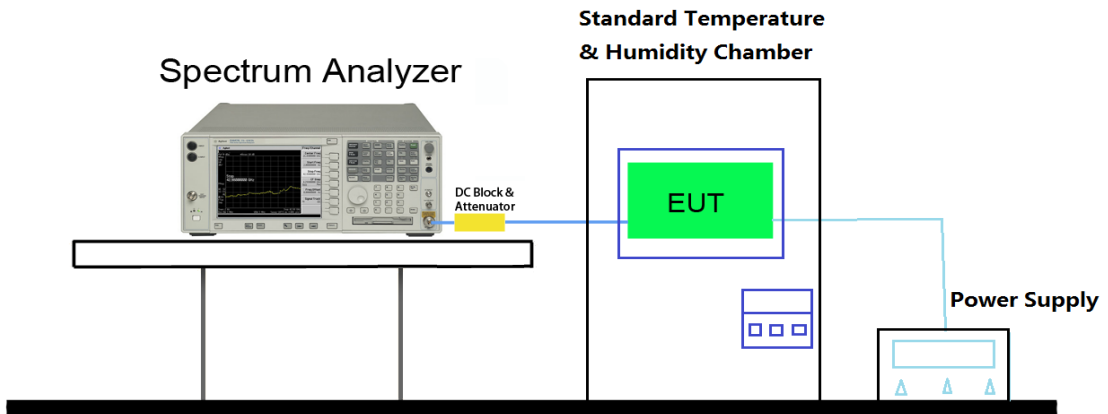 Standard Temperature
& Humidity Chamber
Spectrum Analyzer
DC Block &
Attenuator
EUT
Power Supply